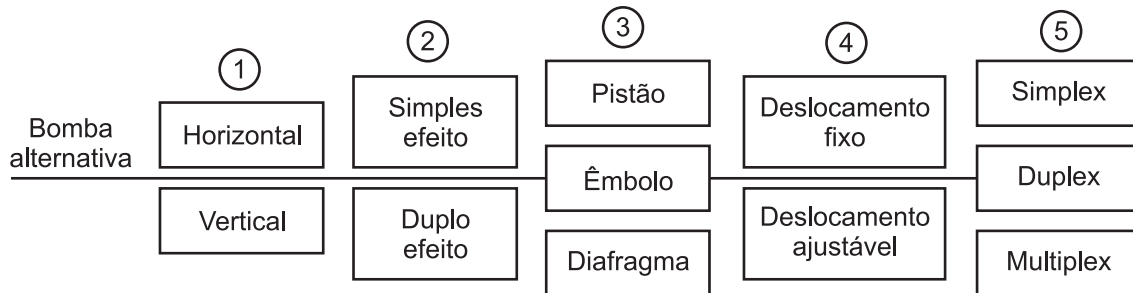 Bomba
alternativa
1
Horizontal
Vertical
2
Simples
efeito
Duplo
efeito
3
Pistão
Êmbolo
Diafragma
4
Deslocamento
fixo
Deslocamento
ajustável
5
Simplex
Duplex
Multiplex